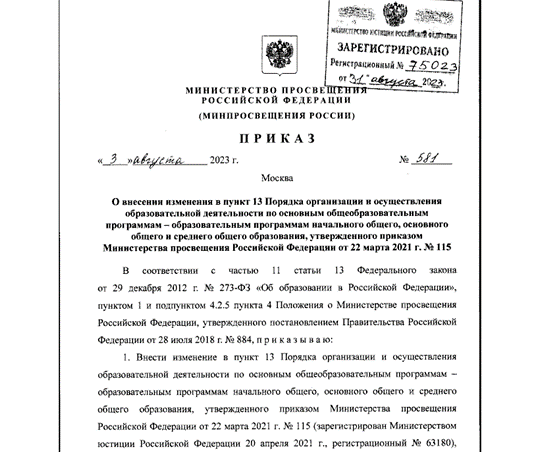 МИНИСТЕРСТВО ЮСТИЦИИ РОССИЙСКОЙ ФЕДЕРАЦИИ
ЗАРЕГИСТРИРОВАНО
Регистрационный № 75023
от "31" августа 2023.
МИНИСТЕРСТВО ПРОСВЕЩЕНИЯ
РОССИЙСКОЙ ФЕДЕРАЦИИ
(МИНПРОСВЕЩЕНИЯ РОССИИ)
ПРИКАЗ
«3» августа 2023 г. № 581
Москва
О внесения изменения в пункт 13 Порядка организации и осуществления
образовательной деятельности по основным общеобразовательным
программам – образовательным программам начального общего, основного
общего и среднего общего образования, утвержденного приказом
Министерства просвещения Российской Федерации от 22 марта 2021 г. № 115
В соответствии с частью 11 статьи 13 Федерального закона
от 29 декабря 2012 г. № 273-ФЗ «Об образовании в Российской Федерации»,
пунктом 1 и подпунктом 4.2.5 пункта 4 Положения о Министерстве просвещения
Российской Федерации, утвержденного постановлением Правительства Российской
Федерации от 28 июля 2018 г. № 884, приказываю:
1. Внести изменение в пункт 13 Порядка организации и осуществления
образовательной деятельности по основным общеобразовательным программам –
образовательным программам начального общего, основного общего и среднего
общего образования, утвержденного приказом Министерства просвещения
Российской Федерации от 22 марта 2021 г. № 115 (зарегистрирован Министерством
юстиции Российской Федерации 20 апреля 2021 г., регистрационный № 63180),